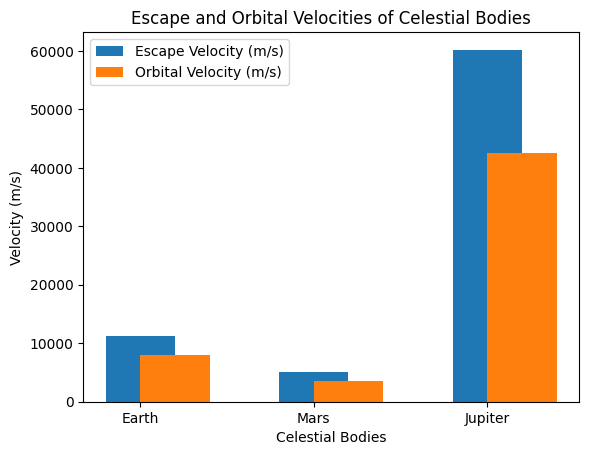 Escape and Orbital Velocities of Celestial Bodies
Escape Velocity (m/s)
Orbital Velocity (m/s)
Velocity (m/s)
60000
50000
40000
30000
20000
10000
0
Earth
Mars
Jupiter
Celestial Bodies